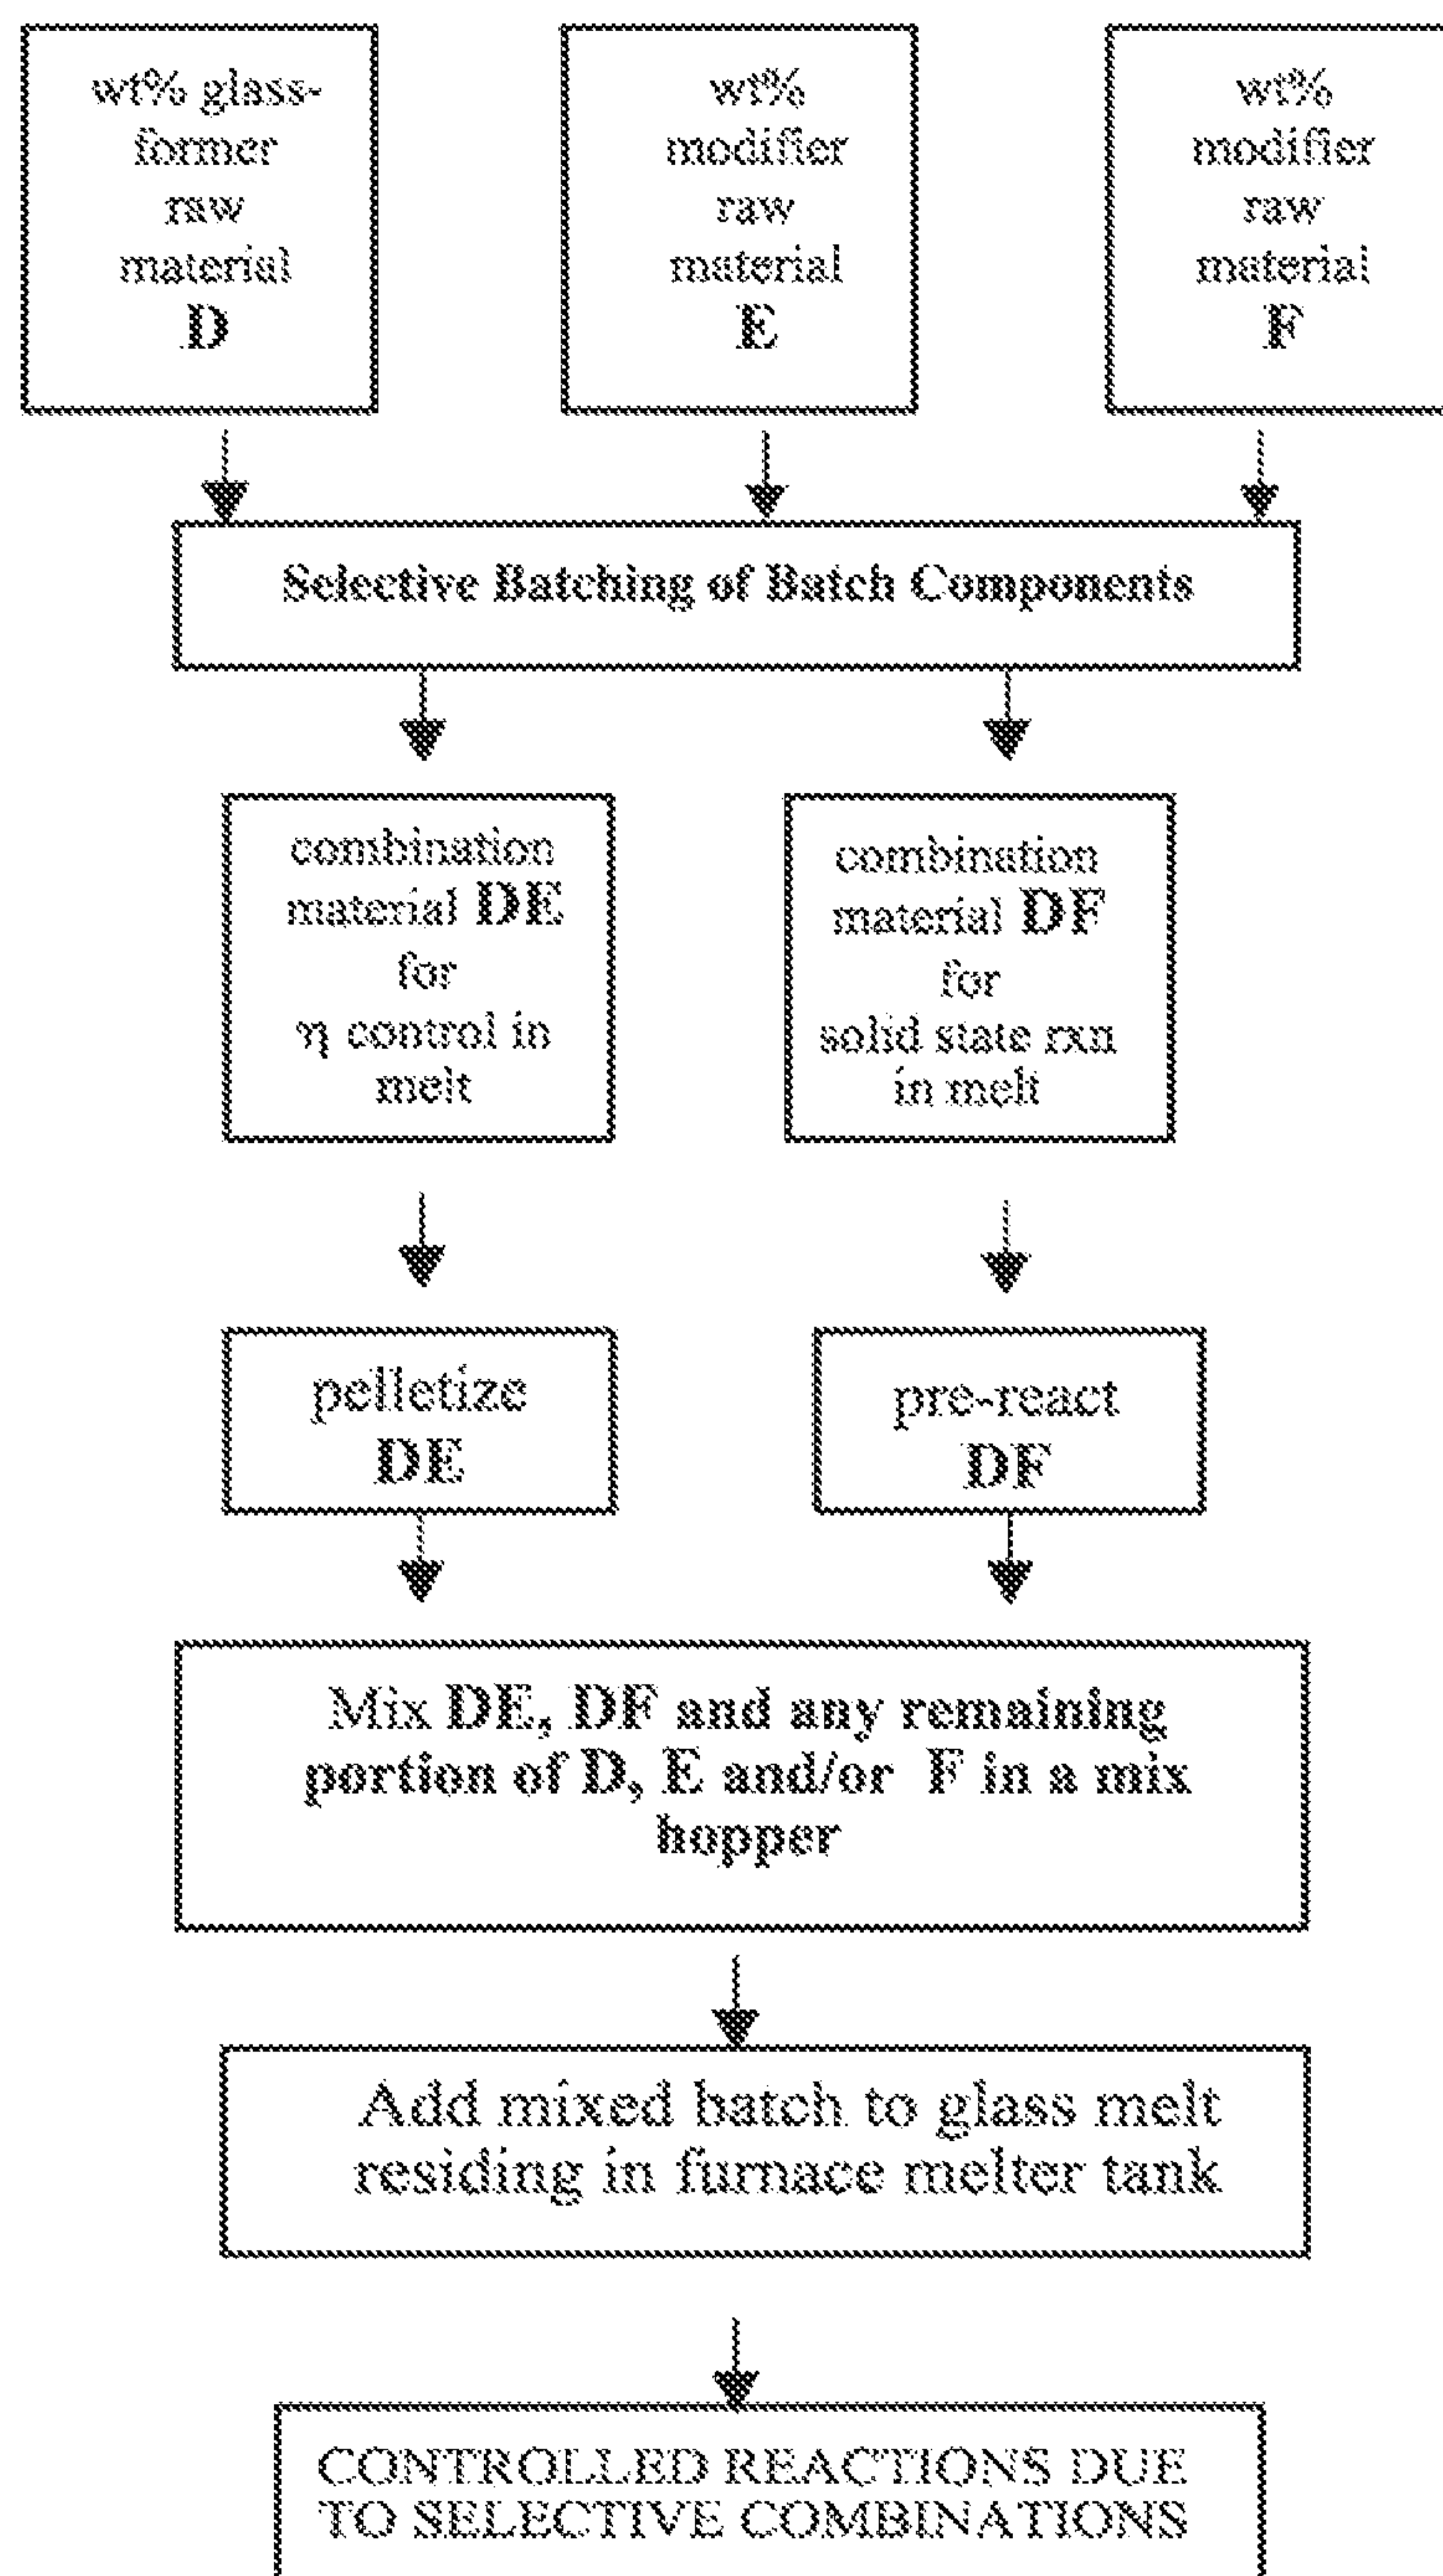 wt% glass-
former
raw
material
D
wt%
modifier
raw
material
E
wt%
modifier
raw
material
F
Selective Batching of Batch Components
combination
material DE
for
η control in
melt
combination
material DF
for
solid state rxn
in melt
pelletize
DE
pre-react
DF
Mix DE, DF and any remaining
portion of D, E and/or F in a mix
hopper
Add mixed batch to glass melt
residing in furnace melter tank
CONTROLLED REACTIONS DUE
TO SELECTIVE COMBINATIONS